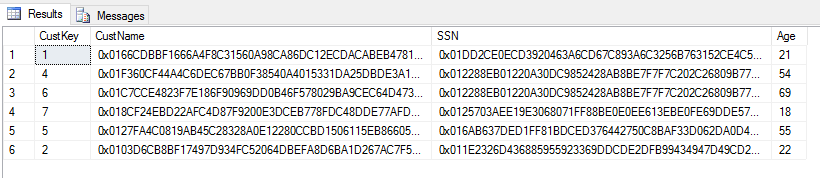 Results Messages
CustKey CustName SSN Age
1 1 0x0166CDBBF1666A4F8C31560A98CA86DC12ECDACABEB4781... 0x01DD2CE0ECD3920463A6CD67C893A6C3256B763152CE4C5... 21
2 4 0x01F360CF44A4C6DEC67BB0F38540A4015331DA25DBDE3A1... 0x012288EB01220A30DC9852428AB8BE7F7F7C202C26809B77... 54
3 6 0x01C7CCE4823F7E186F90969DD0B46F578029BA9CEC64D473... 0x012288EB01220A30DC9852428AB8BE7F7F7C202C26809B77... 69
4 7 0x018CF24EBD22AFC4D87F9200E3DCEB778FDC48DDE77AFD... 0x0125703AEE19E3068071FF88BE0E0EE613EBE0FE69DDE57... 18
5 5 0x0127FA4C0819AB45C28328A0E12280CCBD1506115EB86605... 0x016AB637DED1FF81BDCED376442750C8BAF33D062DA0D4... 55
6 2 0x0103D6CB8BF17497D934FC52064DBEFA8D6BA1D267AC7F5... 0x011E2326D436885955923369DDCDE2DFB99434947D49CD2... 22